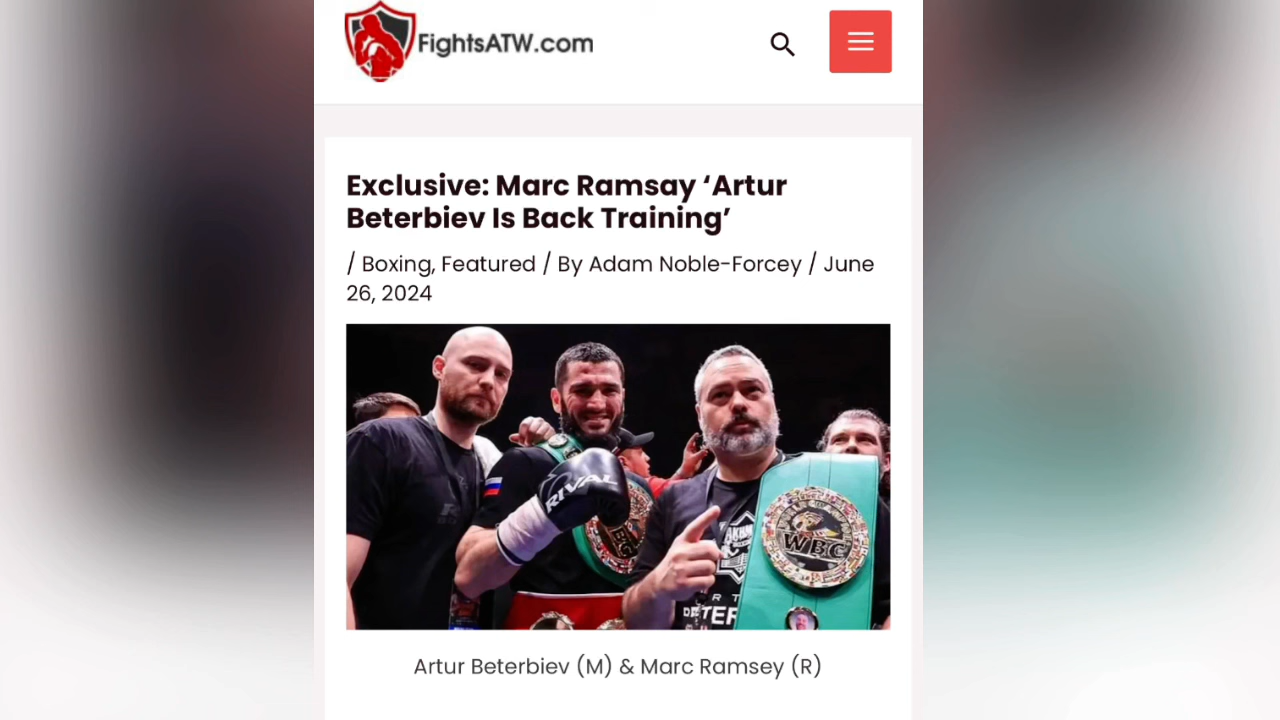 FightsATW.com
Exclusive: Marc Ramsay ‘Artur
Beterbiev Is Back Training’
/ Boxing, Featured / By Adam Noble-Forcey / June
26, 2024
RIVAL
WBC
Artur Beterbiev (M) & Marc Ramsey (R)